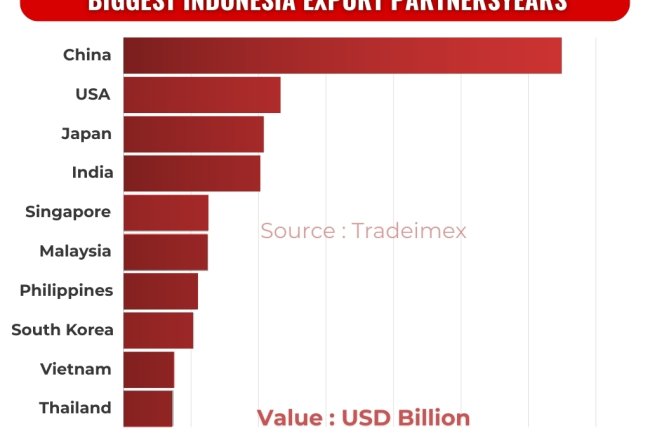 BIGGEST INDONESIA EXPORT PARTNERSYEARS
China
USA
Japan
India
Singapore
Source : Tradeimex
Malaysia
Philippines
South Korea
Vietnam
Thailand
Value : USD Billion